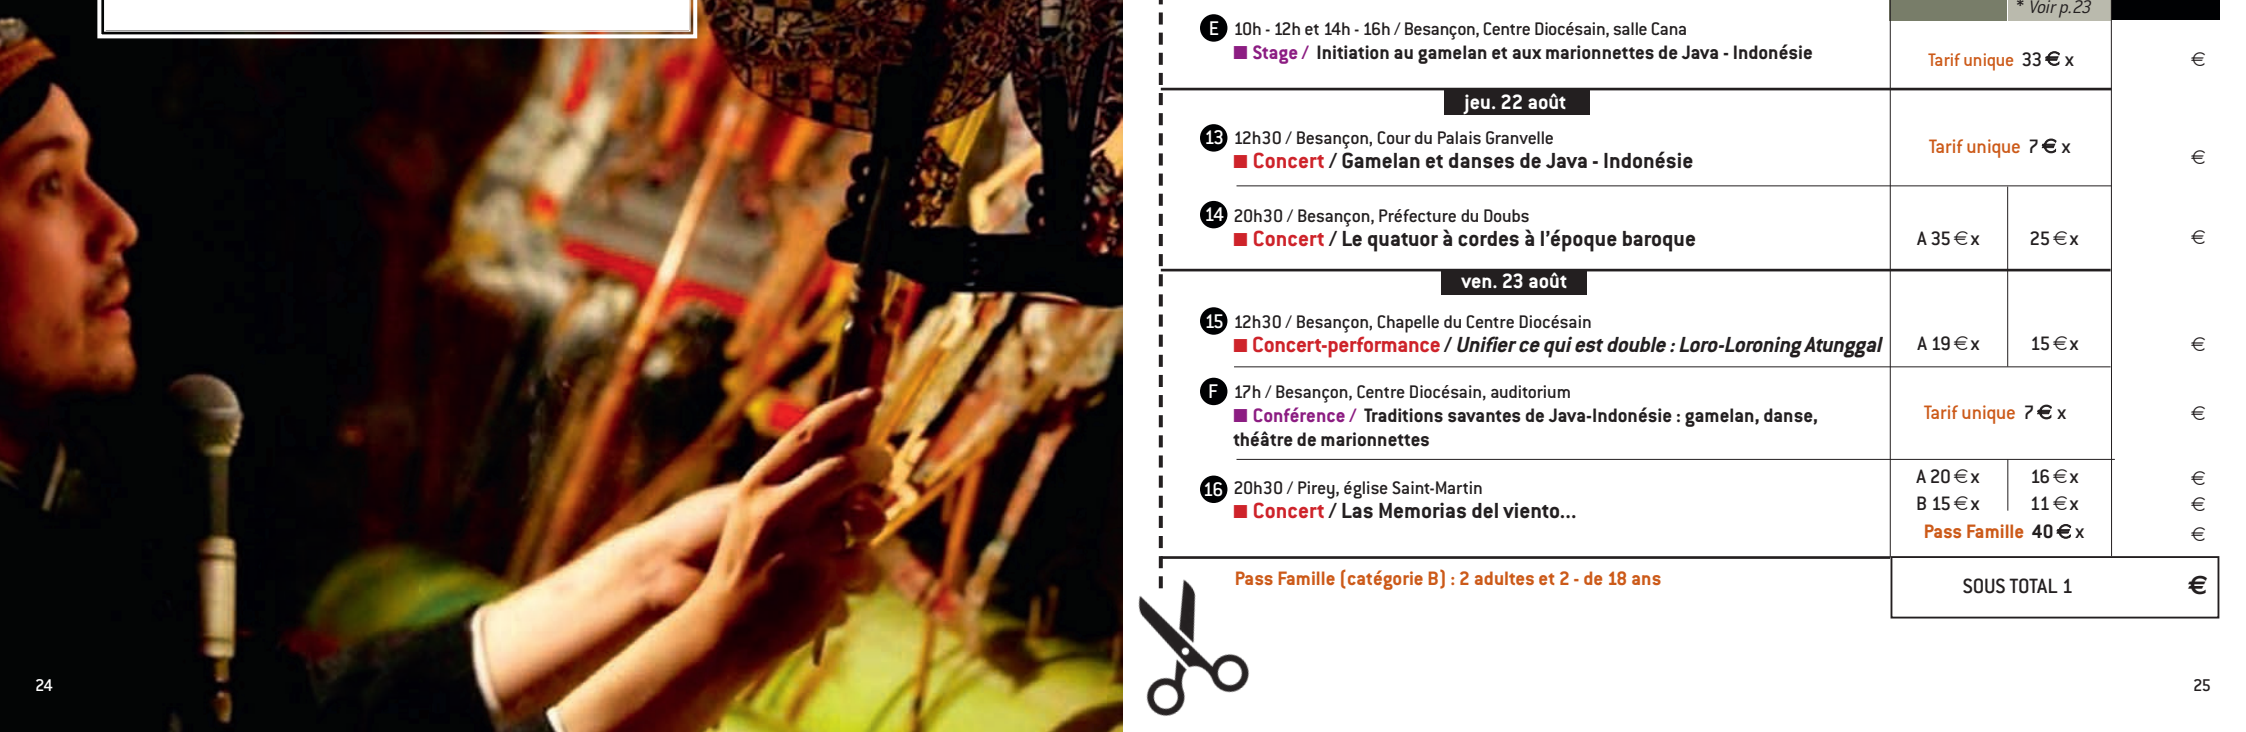 * Voir p.23
E 10h - 12h et 14h - 16h / Besançon, Centre Diocésain, salle Cana
■ Stage / Initiation au gamelan et aux marionnettes de Java - Indonésie
Tarif unique 33 € x €
jeu. 22 août
13 12h30 / Besançon, Cour du Palais Granvelle
■ Concert / Gamelan et danses de Java - Indonésie
Tarif unique 7 € x €
14 20h30 / Besançon, Préfecture du Doubs
■ Concert / Le quatuor à cordes à l'époque baroque
A 35 € x 25 € x €
ven. 23 août
15 12h30 / Besançon, Chapelle du Centre Diocésain
■ Concert-performance / Unifier ce qui est double : Loro-Loroning Atunggal
A 19 € x 15 € x €
F 17h / Besançon, Centre Diocésain, auditorium
■ Conférence / Traditions savantes de Java-Indonésie : gamelan, danse,
théâtre de marionnettes
Tarif unique 7 € x €
16 20h30 / Pirey, église Saint-Martin
■ Concert / Las Memorias del viento...
A 20 € x 16 € x €
B 15 € x 11 € x €
Pass Famille 40 € x €
Pass Famille (catégorie B) : 2 adultes et 2 - de 18 ans
SOUS TOTAL 1 €
24
25